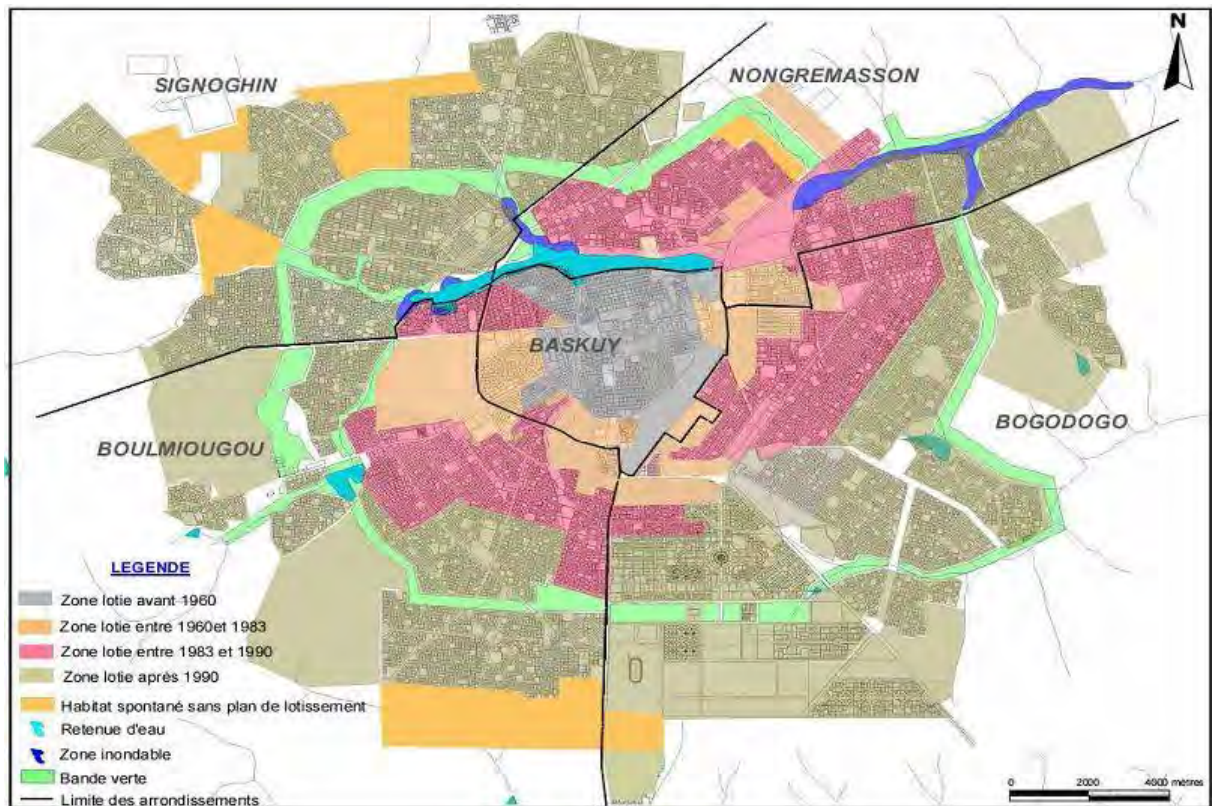 N
SIGNOGHIN
NONGREMASSON
BASKUY
BOULMIOUGOU
BOGODOGO
LEGENDE
Zone lotie avant 1960
Zone lotie entre 1960et 1983
Zone lotie entre 1983 et 1990
Zone lotie après 1990
Habitat spontané sans plan de lotissement
Retenue d'eau
Zone inondable
Bande verte
Limite des arrondissements
0 2000 4000 mètres